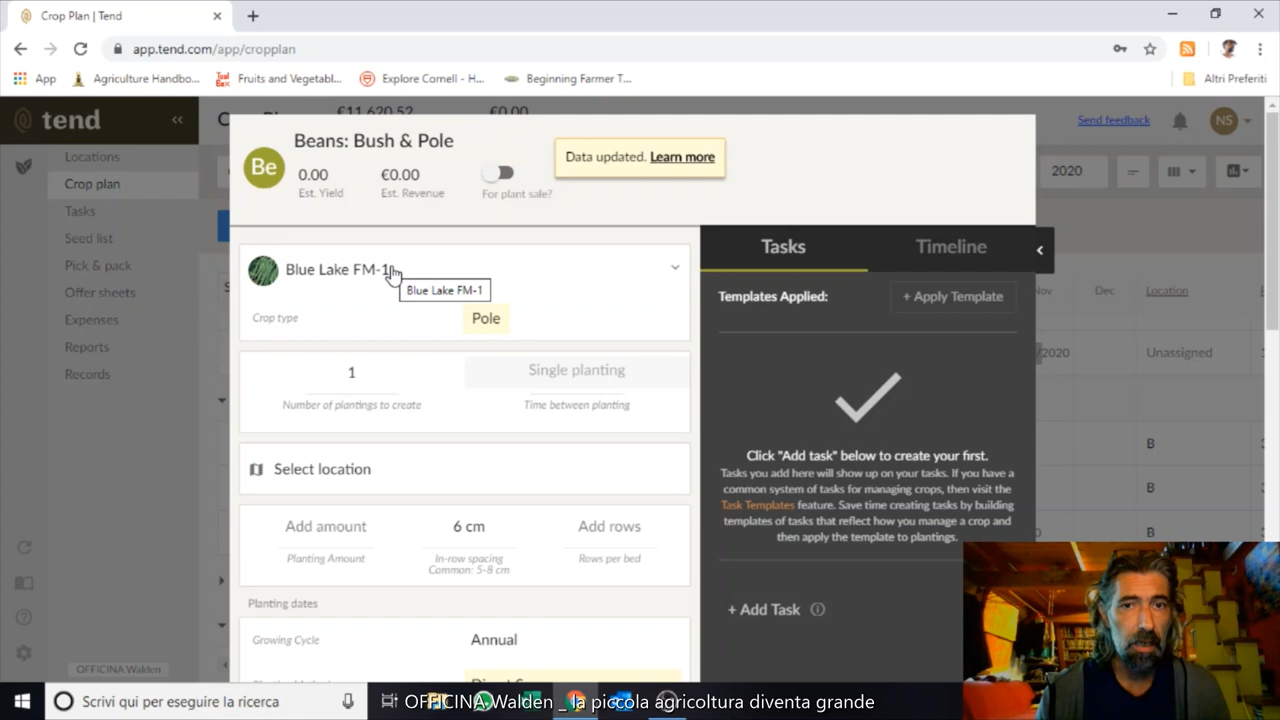 Crop Plan | Tend
app.tend.com/app/cropplan
App
Agriculture Handbo...
Fruits and Vegetabl...
Explore Cornell - H...
Beginning Farmer T...
Altri Preferiti
tend
€11,620.52
€0.00
Send feedback
NS
Locations
Crop plan
Tasks
Seed list
Pick & pack
Offer sheets
Expenses
Reports
Records
OFFICINA.Walden
Be
Beans: Bush & Pole
0.00
Est. Yield
€0.00
Est. Revenue
For plant sale?
Data updated. Learn more
2020
Blue Lake FM-1
Blue Lake FM-1
Crop type
Pole
1
Number of plantings to create
Single planting
Time between planting
Select location
Add amount
Planting Amount
6 cm
In-row spacing
Common: 5-8 cm
Add rows
Rows per bed
Planting dates
Growing Cycle
Annual
Tasks
Timeline
Templates Applied:
+ Apply Template
Click "Add task" below to create your first.
Tasks you add here will show up on your tasks. If you have
a common system of tasks for managing crops, then visit the
Task Templates feature. Save time creating tasks by building
templates of tasks that reflect how you manage a crop and
then apply the template to plantings.
+ Add Task
Nov
Dec
Location
/2020
Unassigned
B
B
B
Scrivi qui per eseguire la ricerca
OFFICINA.Walden _ la piccola agricoltura diventa grande